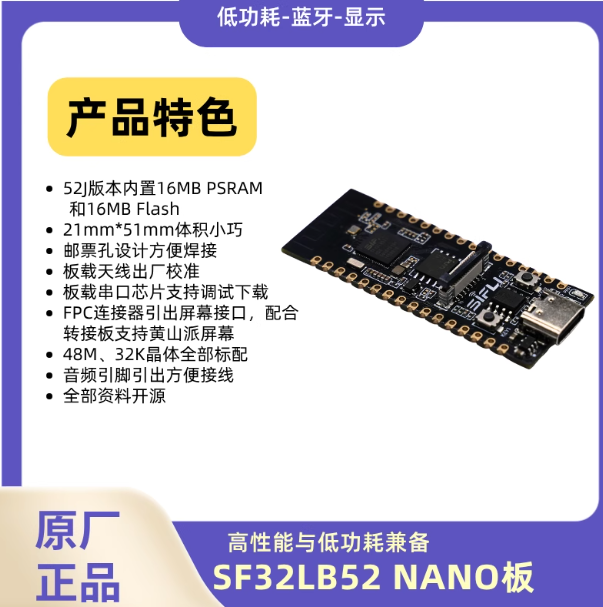 低功耗-蓝牙-显示
产品特色
52J版本内置16MB PSRAM
和16MB Flash
21mm*51mm体积小巧
邮票孔设计方便焊接
板载天线出厂校准
板载串口芯片支持调试下载
FPC连接器引出屏幕接口，配合
转接板支持黄山派屏幕
48M、32K晶体全部标配
音频引脚引出方便接线
全部资料开源
SiFLi
原厂
正品
高性能与低功耗兼备
SF32LB52 NANO板